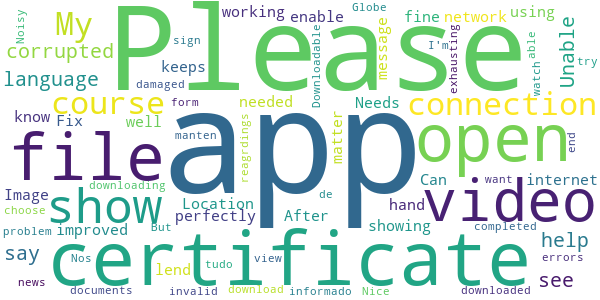 Noisy
sign
Please
working enable
Globe
fine network using
My
corrupted
message
Downloadable
I'm
exhausting
able
watch
Unable
try
keeps
damaged
language
course
form
needed
Needs
connection
know Fix well
manten
app
reagrdings
matter
open
end
file
downloading
Image
show
Location
perfectly
After
hand
Can
video
want
internet
choose
problem improved
But
certificate
showing
completed
say
Nos
tudo
lend
view
de
help
errors
see
news
documents
invalid
download
informado
Nice
downloaded